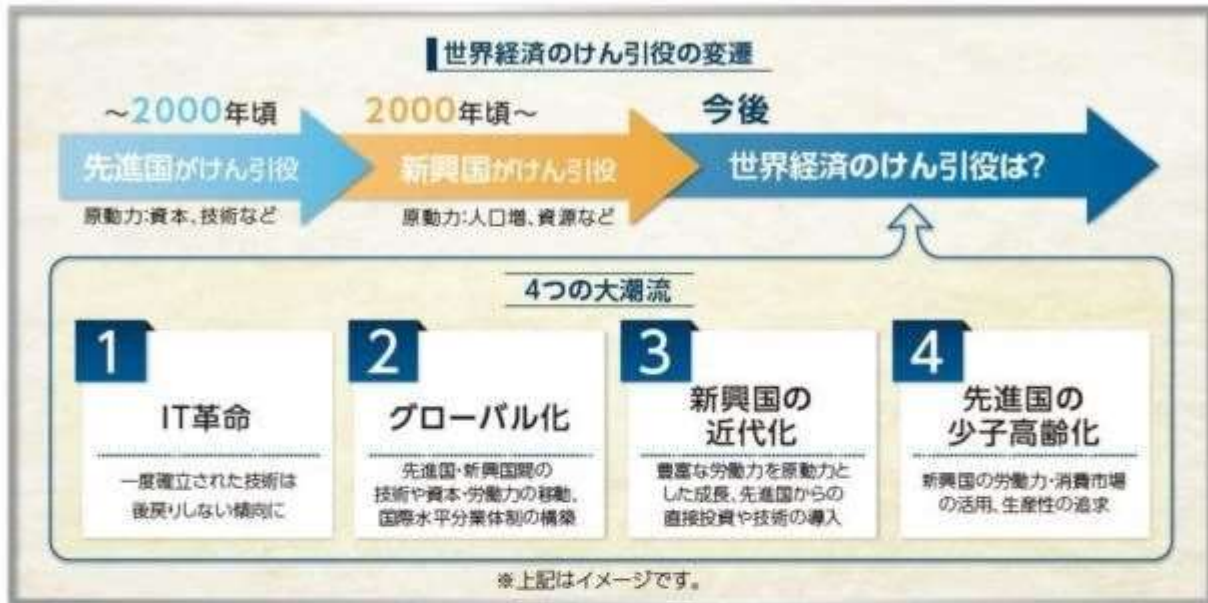 世界経済のけん引役の変遷
～2000年頃
2000年頃～
今後
先進国がけん引役
新興国がけん引役
世界経済のけん引役は?
原動力:資本、技術など
原動力:人口増、資源など
4つの大潮流
1
IT革命
一度確立された技術は
後戻りしない傾向に
2
グローバル化
先進国・新興国間の
技術や資本・労働力の移動、
国際水平分業体制の構築
3
新興国の
近代化
豊富な労働力を原動力と
した成長、先進国からの
直接投資や技術の導入
4
先進国の
少子高齢化
新興国の労働力・消費市場
の活用、生産性の追求
※上記はイメージです。